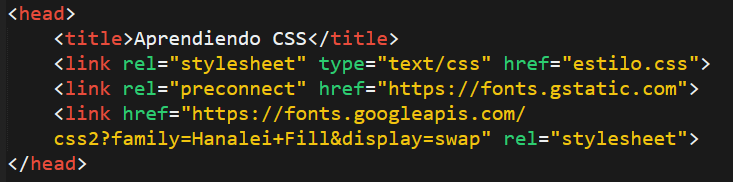 <head>
<title>Aprendiendo CSS</title>
<link rel="stylesheet" type="text/css" href="estilo.css">
<link rel="preconnect" href="https://fonts.gstatic.com">
<link href="https://fonts.googleapis.com/
css2?family=Hanalei+Fill&display=swap" rel="stylesheet">
</head>